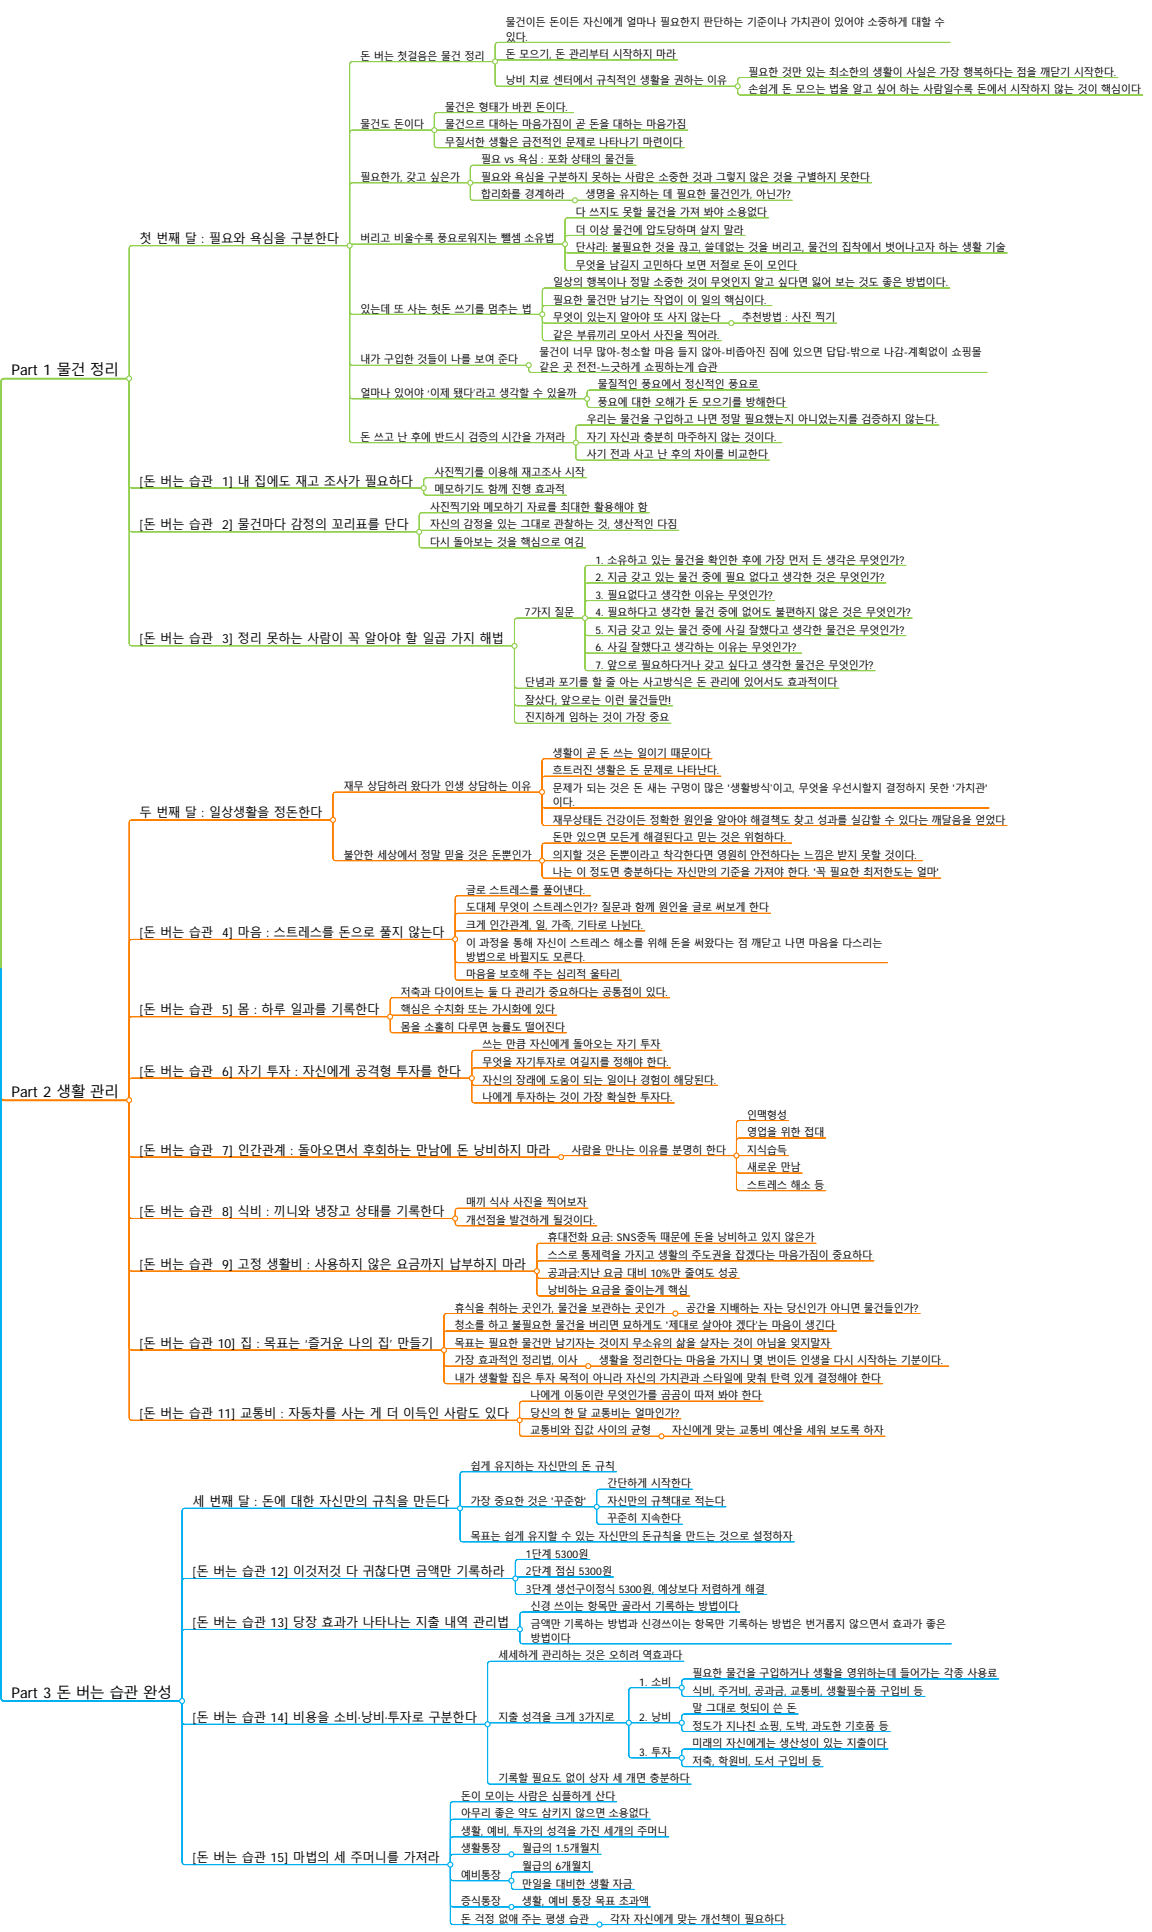 Part 1 물건 정리
첫 번째 달 : 필요와 욕심을 구분한다
돈 버는 첫걸음은 물건 정리
물건이든 돈이든 자신에게 얼마나 필요한지 판단하는 기준이나 가치관이 있어야 소중하게 대할 수
있다.
돈 모으기, 돈 관리부터 시작하지 마라
낭비 치료 센터에서 규칙적인 생활을 권하는 이유
필요한 것만 있는 최소한의 생활이 사실은 가장 행복하다는 점을 깨닫기 시작한다.
손쉽게 돈 모으는 법을 알고 싶어 하는 사람일수록 돈에서 시작하지 않는 것이 핵심이다
물건도 돈이다
물건은 형태가 바뀐 돈이다.
물건으르 대하는 마음가짐이 곧 돈을 대하는 마음가짐
무질서한 생활은 금전적인 문제로 나타나기 마련이다
필요한가, 갖고 싶은가
필요 vs 욕심 : 포화 상태의 물건들
필요와 욕심을 구분하지 못하는 사람은 소중한 것과 그렇지 않은 것을 구별하지 못한다
합리화를 경계하라
생명을 유지하는 데 필요한 물건인가, 아닌가?
버리고 비울수록 풍요로워지는 뺄셈 소유법
다 쓰지도 못할 물건을 가져 봐야 소용없다
더 이상 물건에 압도당하며 살지 말라
단샤리: 불필요한 것을 끊고, 쓸데없는 것을 버리고, 물건의 집착에서 벗어나고자 하는 생활 기술
무엇을 남길지 고민하다 보면 저절로 돈이 모인다
있는데 또 사는 헛돈 쓰기를 멈추는 법
일상의 행복이나 정말 소중한 것이 무엇인지 알고 싶다면 잃어 보는 것도 좋은 방법이다.
필요한 물건만 남기는 작업이 이 일의 핵심이다.
무엇이 있는지 알아야 또 사지 않는다
추천방법 : 사진 찍기
같은 부류끼리 모아서 사진을 찍어라.
내가 구입한 것들이 나를 보여 준다
물건이 너무 많아-청소할 마음 들지 않아-비좁아진 짐에 있으면 답답-밖으로 나감-계획없이 쇼핑몰
같은 곳 전전-느긋하게 쇼핑하는게 습관
얼마나 있어야 ‘이제 됐다’라고 생각할 수 있을까
물질적인 풍요에서 정신적인 풍요로
풍요에 대한 오해가 돈 모으기를 방해한다
돈 쓰고 난 후에 반드시 검증의 시간을 가져라
우리는 물건을 구입하고 나면 정말 필요했는지 아니었는지를 검증하지 않는다.
자기 자신과 충분히 마주하지 않는 것이다.
사기 전과 사고 난 후의 차이를 비교한다
[돈 버는 습관  1] 내 집에도 재고 조사가 필요하다
사진찍기를 이용해 재고조사 시작
메모하기도 함께 진행 효과적
[돈 버는 습관  2] 물건마다 감정의 꼬리표를 단다
사진찍기와 메모하기 자료를 최대한 활용해야 함
자신의 감정을 있는 그대로 관찰하는 것, 생산적인 다짐
다시 돌아보는 것을 핵심으로 여김
[돈 버는 습관  3] 정리 못하는 사람이 꼭 알아야 할 일곱 가지 해법
7가지 질문
1. 소유하고 있는 물건을 확인한 후에 가장 먼저 든 생각은 무엇인가?
2. 지금 갖고 있는 물건 중에 필요 없다고 생각한 것은 무엇인가?
3. 필요없다고 생각한 이유는 무엇인가?
4. 필요하다고 생각한 물건 중에 없어도 불편하지 않은 것은 무엇인가?
5. 지금 갖고 있는 물건 중에 사길 잘했다고 생각한 물건은 무엇인가?
6. 사길 잘했다고 생각하는 이유는 무엇인가?
7. 앞으로 필요하다거나 갖고 싶다고 생각한 물건은 무엇인가?
단념과 포기를 할 줄 아는 사고방식은 돈 관리에 있어서도 효과적이다
잘샀다, 앞으로는 이런 물건들만!
진지하게 임하는 것이 가장 중요
Part 2 생활 관리
두 번째 달 : 일상생활을 정돈한다
재무 상담하러 왔다가 인생 상담하는 이유
생활이 곧 돈 쓰는 일이기 때문이다
흐트러진 생활은 돈 문제로 나타난다.
문제가 되는 것은 돈 새는 구멍이 많은 '생활방식'이고, 무엇을 우선시할지 결정하지 못한 '가치관'
이다.
재무상태든 건강이든 정확한 원인을 알아야 해결책도 찾고 성과를 실감할 수 있다는 깨달음을 얻었다
불안한 세상에서 정말 믿을 것은 돈뿐인가
돈만 있으면 모든게 해결된다고 믿는 것은 위험하다.
의지할 것은 돈뿐이라고 착각한다면 영원히 안전하다는 느낌은 받지 못할 것이다.
나는 이 정도면 충분하다는 자신만의 기준을 가져야 한다. '꼭 필요한 최저한도는 얼마'
[돈 버는 습관  4] 마음 : 스트레스를 돈으로 풀지 않는다
글로 스트레스를 풀어낸다.
도대체 무엇이 스트레스인가? 질문과 함께 원인을 글로 써보게 한다
크게 인간관계, 일, 가족, 기타로 나뉜다.
이 과정을 통해 자신이 스트레스 해소를 위해 돈을 써왔다는 점 깨닫고 나면 마음을 다스리는
방법으로 바뀔지도 모른다.
마음을 보호해 주는 심리적 울타리
[돈 버는 습관  5] 몸 : 하루 일과를 기록한다
저축과 다이어트는 둘 다 관리가 중요하다는 공통점이 있다.
핵심은 수치화 또는 가시화에 있다
몸을 소홀히 다루면 능률도 떨어진다
[돈 버는 습관  6] 자기 투자 : 자신에게 공격형 투자를 한다
쓰는 만큼 자신에게 돌아오는 자기 투자
무엇을 자기투자로 여길지를 정해야 한다.
자신의 장래에 도움이 되는 일이나 경험이 해당된다.
나에게 투자하는 것이 가장 확실한 투자다.
[돈 버는 습관  7] 인간관계 : 돌아오면서 후회하는 만남에 돈 낭비하지 마라
사람을 만나는 이유를 분명히 한다
인맥형성
영업을 위한 접대
지식습득
새로운 만남
스트레스 해소 등
[돈 버는 습관  8] 식비 : 끼니와 냉장고 상태를 기록한다
매끼 식사 사진을 찍어보자
개선점을 발견하게 될것이다.
[돈 버는 습관  9] 고정 생활비 : 사용하지 않은 요금까지 납부하지 마라
휴대전화 요금: SNS중독 때문에 돈을 낭비하고 있지 않은가
스스로 통제력을 가지고 생활의 주도권을 잡겠다는 마음가짐이 중요하다
공과금:지난 요금 대비 10%만 줄여도 성공
낭비하는 요금을 줄이는게 핵심
[돈 버는 습관 10] 집 : 목표는 ‘즐거운 나의 집’ 만들기
휴식을 취하는 곳인가, 물건을 보관하는 곳인가
공간을 지배하는 자는 당신인가 아니면 물건들인가?
청소를 하고 불필요한 물건을 버리면 묘하게도 '제대로 살아야 겠다'는 마음이 생긴다
목표는 필요한 물건만 남기자는 것이지 무소유의 삶을 살자는 것이 아님을 잊지말자
가장 효과적인 정리법, 이사
생활을 정리한다는 마음을 가지니 몇 번이든 인생을 다시 시작하는 기분이다.
내가 생활할 집은 투자 목적이 아니라 자신의 가치관과 스타일에 맞춰 탄력 있게 결정해야 한다
[돈 버는 습관 11] 교통비 : 자동차를 사는 게 더 이득인 사람도 있다
나에게 이동이란 무엇인가를 곰곰이 따져 봐야 한다
당신의 한 달 교통비는 얼마인가?
교통비와 집값 사이의 균형
자신에게 맞는 교통비 예산을 세워 보도록 하자
Part 3 돈 버는 습관 완성
세 번째 달 : 돈에 대한 자신만의 규칙을 만든다
쉽게 유지하는 자신만의 돈 규칙
가장 중요한 것은 '꾸준함'
간단하게 시작한다
자신만의 규책대로 적는다
꾸준히 지속한다
목표는 쉽게 유지할 수 있는 자신만의 돈규칙을 만드는 것으로 설정하자
[돈 버는 습관 12] 이것저것 다 귀찮다면 금액만 기록하라
1단계 5300원
2단계 점심 5300원
3단계 생선구이정식 5300원, 예상보다 저렴하게 해결
[돈 버는 습관 13] 당장 효과가 나타나는 지출 내역 관리법
신경 쓰이는 항목만 골라서 기록하는 방법이다
금액만 기록하는 방법과 신경쓰이는 항목만 기록하는 방법은 번거롭지 않으면서 효과가 좋은
방법이다
[돈 버는 습관 14] 비용을 소비·낭비·투자로 구분한다
세세하게 관리하는 것은 오히려 역효과다
지출 성격을 크게 3가지로
1. 소비
필요한 물건을 구입하거나 생활을 영위하는데 들어가는 각종 사용료
식비, 주거비, 공과금, 교통비, 생활필수품 구입비 등
2. 낭비
말 그대로 헛되이 쓴 돈
정도가 지나친 쇼핑, 도박, 과도한 기호품 등
3. 투자
미래의 자신에게는 생산성이 있는 지출이다
저축, 학원비, 도서 구입비 등
기록할 필요도 없이 상자 세 개면 충분하다
[돈 버는 습관 15] 마법의 세 주머니를 가져라
돈이 모이는 사람은 심플하게 산다
아무리 좋은 약도 삼키지 않으면 소용없다
생활, 예비, 투자의 성격을 가진 세개의 주머니
생활통장
월급의 1.5개월치
예비통장
월급의 6개월치
만일을 대비한 생활 자금
증식통장
생활, 예비 통장 목표 초과액
돈 걱정 없애 주는 평생 습관
각자 자신에게 맞는 개선책이 필요하다